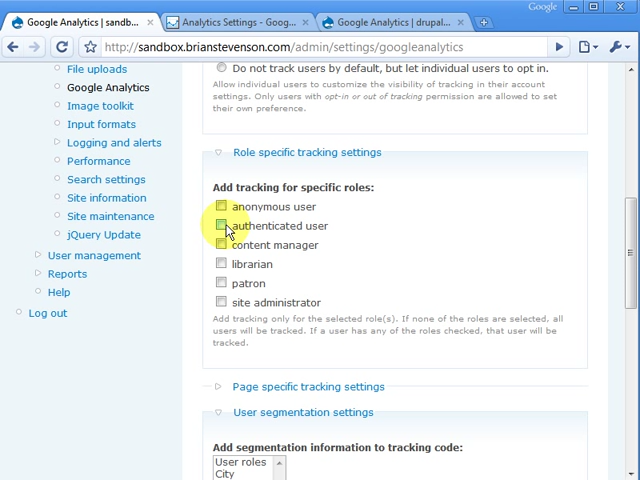 Google
Google Analytics | sandb...
Analytics Settings - Goog...
Google Analytics | drupal...
http://sandbox.brianstevenson.com/admin/settings/googleanalytics
File uploads
Google Analytics
Image toolkit
Input formats
Logging and alerts
Performance
Search settings
Site information
Site maintenance
jQuery Update
User management
Reports
Help
Log out
Do not track users by default, but let individual users to opt in.
Allow individual users to customize the visibility of tracking in their account
settings. Only users with opt-in or out of tracking permission are allowed to set
their own preference.
Role specific tracking settings
Add tracking for specific roles:
anonymous user
authenticated user
content manager
librarian
patron
site administrator
Add tracking only for the selected role(s). If none of the roles are selected, all
users will be tracked. If a user has any of the roles checked, that user will be
tracked.
Page specific tracking settings
User segmentation settings
Add segmentation information to tracking code:
User roles
City